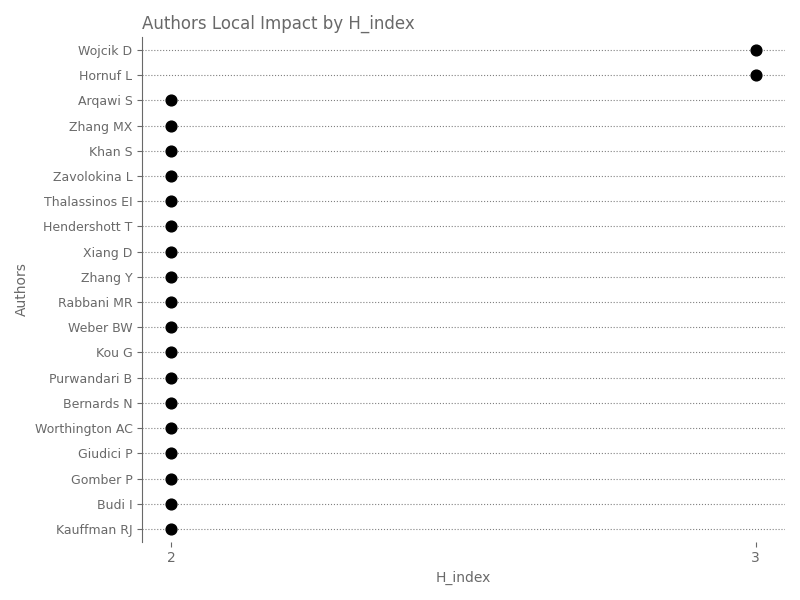 Authors Local Impact by H_index
Wojcik D
Hornuf L
Arqawi S
Zhang MX
Khan S
Zavolokina L
Thalassinos EI
Hendershott T
Xiang D
Zhang Y
Rabbani MR
Weber BW
Kou G
Purwandari B
Bernards N
Worthington AC
Giudici P
Gomber P
Budi I
Kauffman RJ
Authors
2 3
H_index